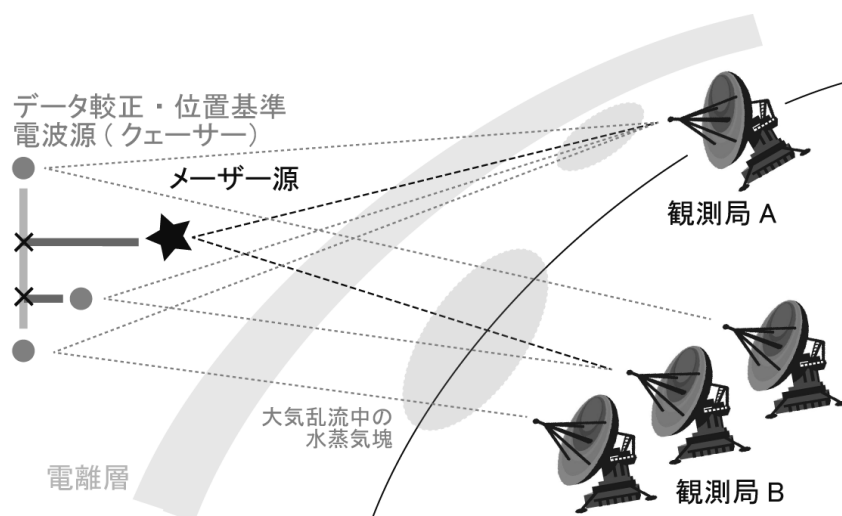 データ較正・位置基準
電波源(クェーサー)
メーザー源
観測局 A
大気乱流中の
水蒸気塊
電離層
観測局 B